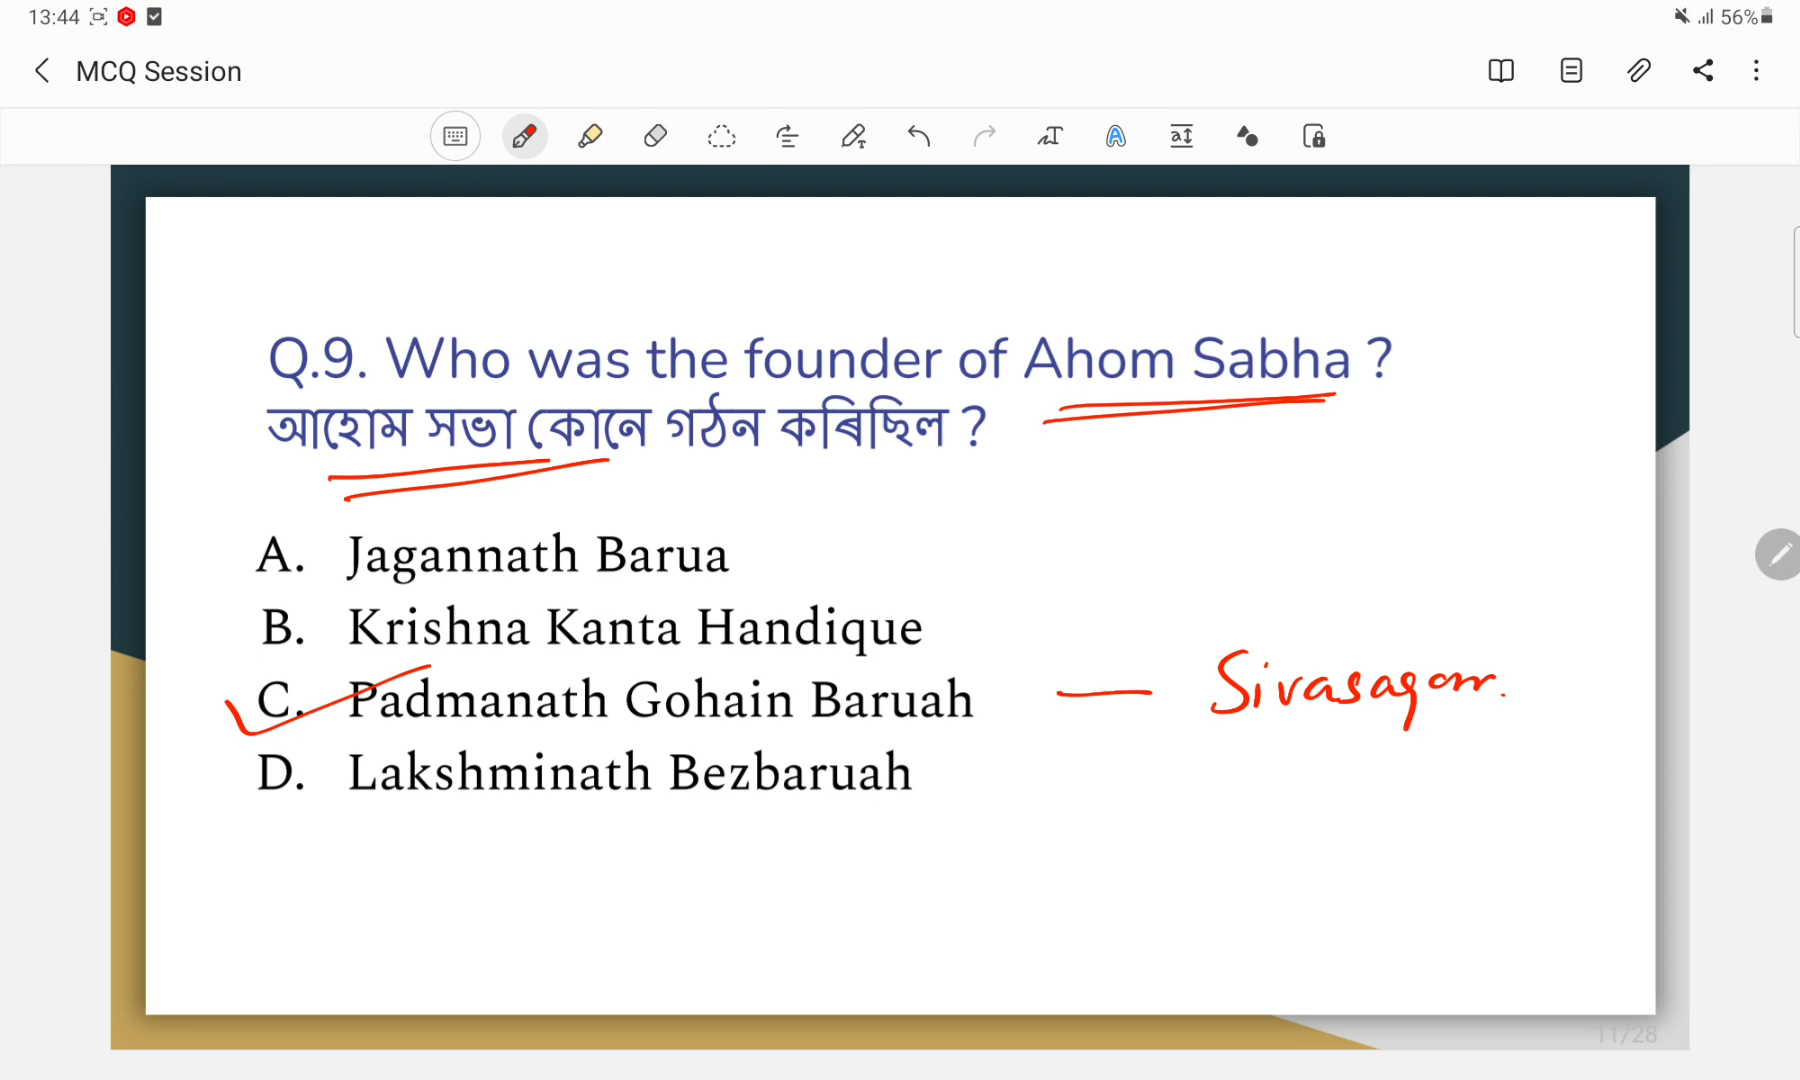 13:44
56%
MCQ Session
Q.9. Who was the founder of Ahom Sabha ?
আহোম সভা কোনে গঠন কৰিছিল ?
A. Jagannath Barua
B. Krishna Kanta Handique
C. Padmanath Gohain Baruah — Sivasagar.
D. Lakshminath Bezbaruah
11/28